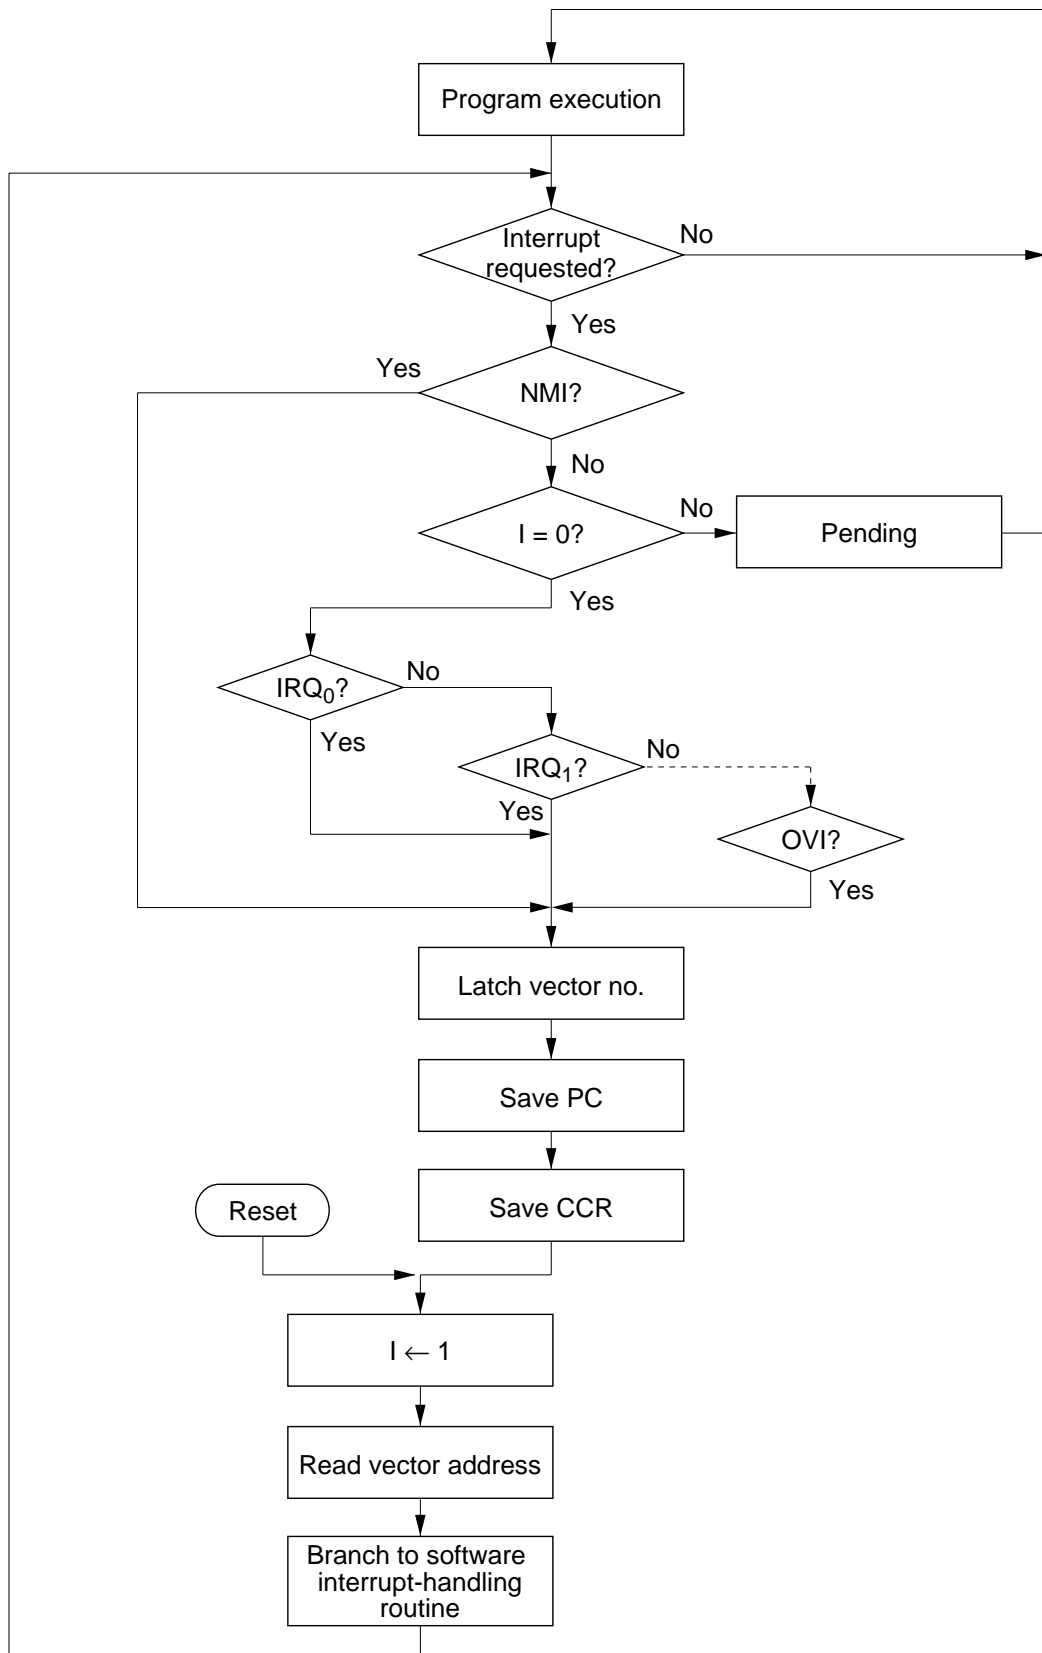 Program execution
Interrupt
requested?
No
Yes
Yes
NMI?
No
I = 0?
No
Pending
Yes
IRQ₀?
No
Yes
IRQ₁?
No
Yes
OVI?
Yes
Latch vector no.
Save PC
Save CCR
Reset
I ← 1
Read vector address
Branch to software
interrupt-handling
routine